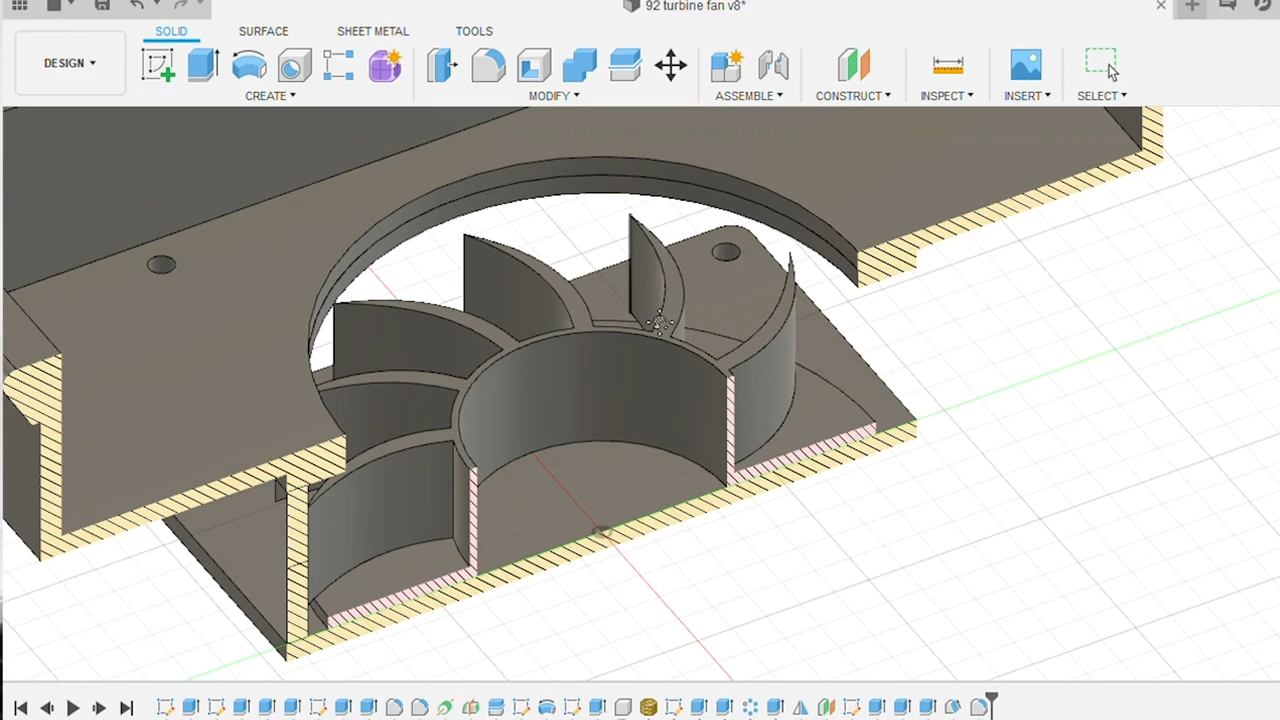 92 turbine fan v8*
SOLID SURFACE SHEET METAL TOOLS
DESIGN
CREATE MODIFY ASSEMBLE CONSTRUCT INSPECT INSERT SELECT